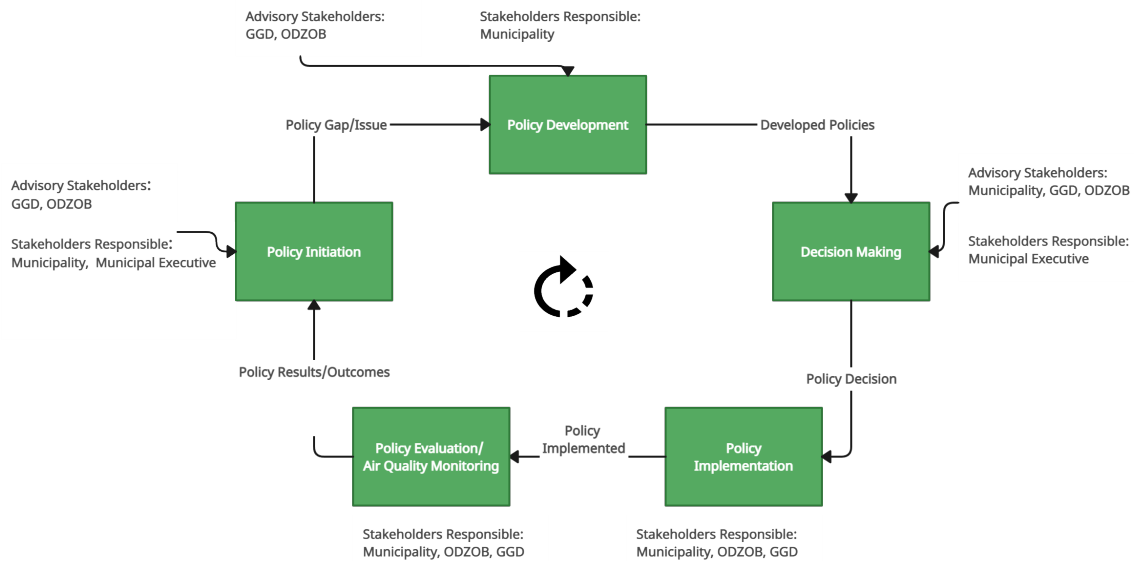 Advisory Stakeholders:
GGD, ODZOB
Stakeholders Responsible:
Municipality
Policy Gap/Issue
Policy Development
Developed Policies
Advisory Stakeholders:
GGD, ODZOB
Stakeholders Responsible:
Municipality, Municipal Executive
Policy Initiation
Decision Making
Advisory Stakeholders:
Municipality, GGD, ODZOB
Stakeholders Responsible:
Municipal Executive
Policy Results/Outcomes
Policy Decision
Policy Evaluation/
Air Quality Monitoring
Policy
Implemented
Policy
Implementation
Stakeholders Responsible:
Municipality, ODZOB, GGD
Stakeholders Responsible:
Municipality, ODZOB, GGD